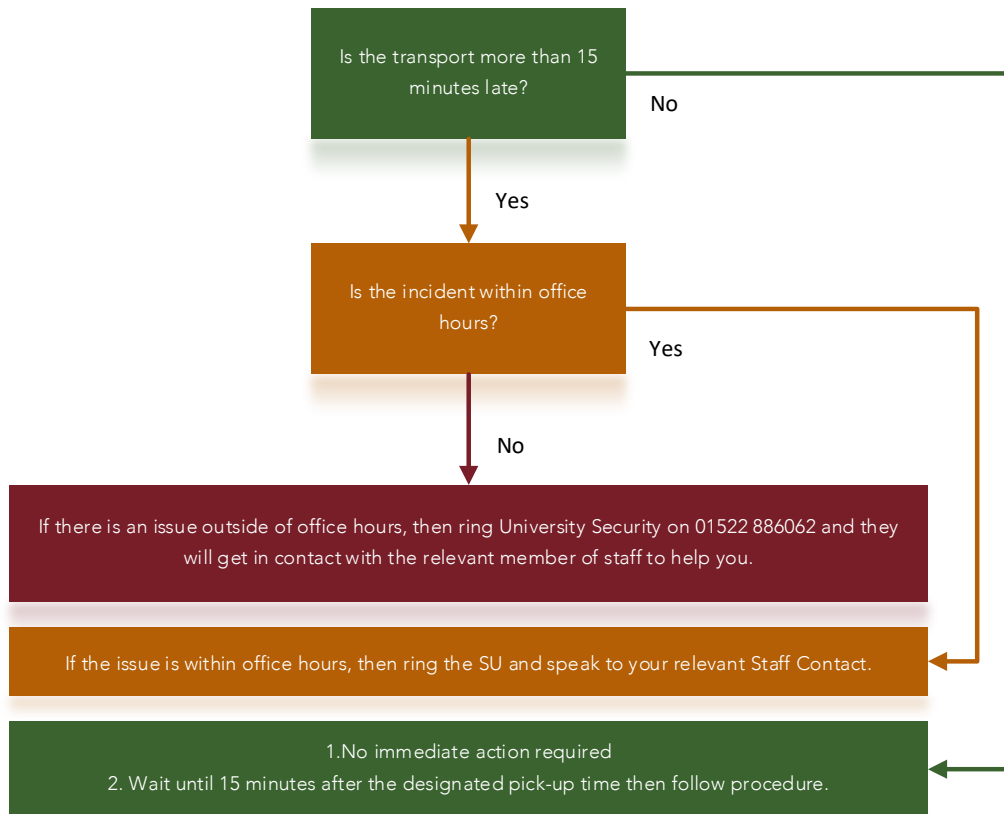 Is the transport more than 15
minutes late?
No
Yes
Is the incident within office
hours?
Yes
No
If there is an issue outside of office hours, then ring University Security on 01522 886062 and they
will get in contact with the relevant member of staff to help you.
If the issue is within office hours, then ring the SU and speak to your relevant Staff Contact.
1.No immediate action required
2. Wait until 15 minutes after the designated pick-up time then follow procedure.